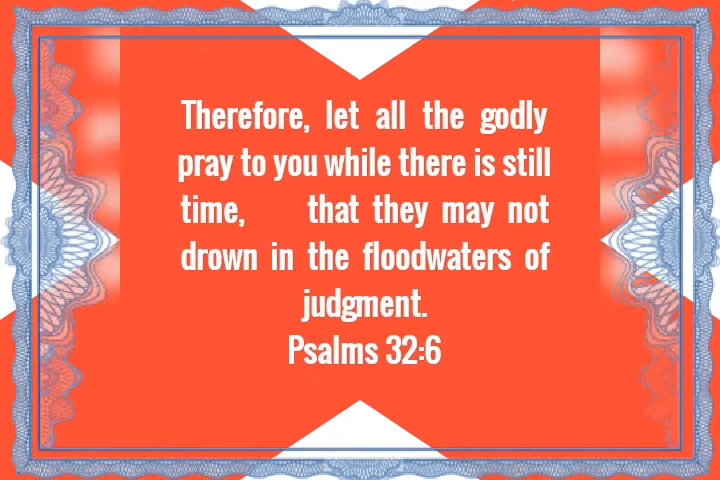 Therefore, let all the godly
pray to you while there is still
time, that they may not
drown in the floodwaters of
judgment.
Psalms 32:6